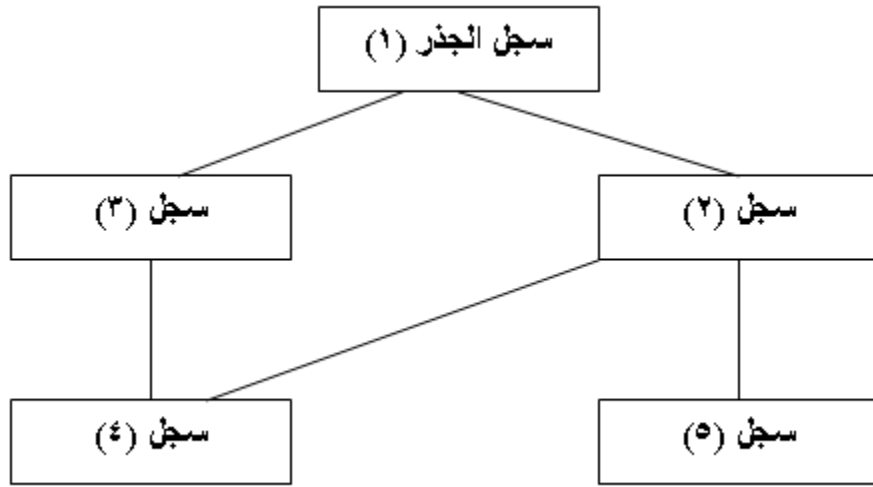 سجل الجذر (١)
سجل (٢)
سجل (٣)
سجل (٥)
سجل (٤)